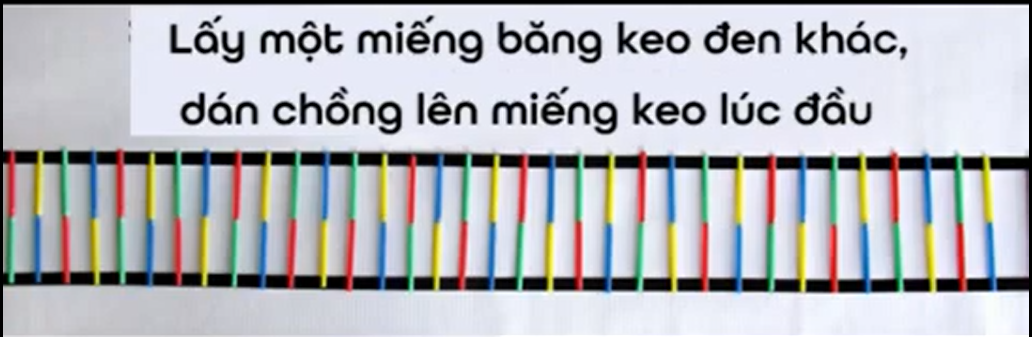 Lấy một miếng băng keo đen khác,
dán chồng lên miếng keo lúc đầu